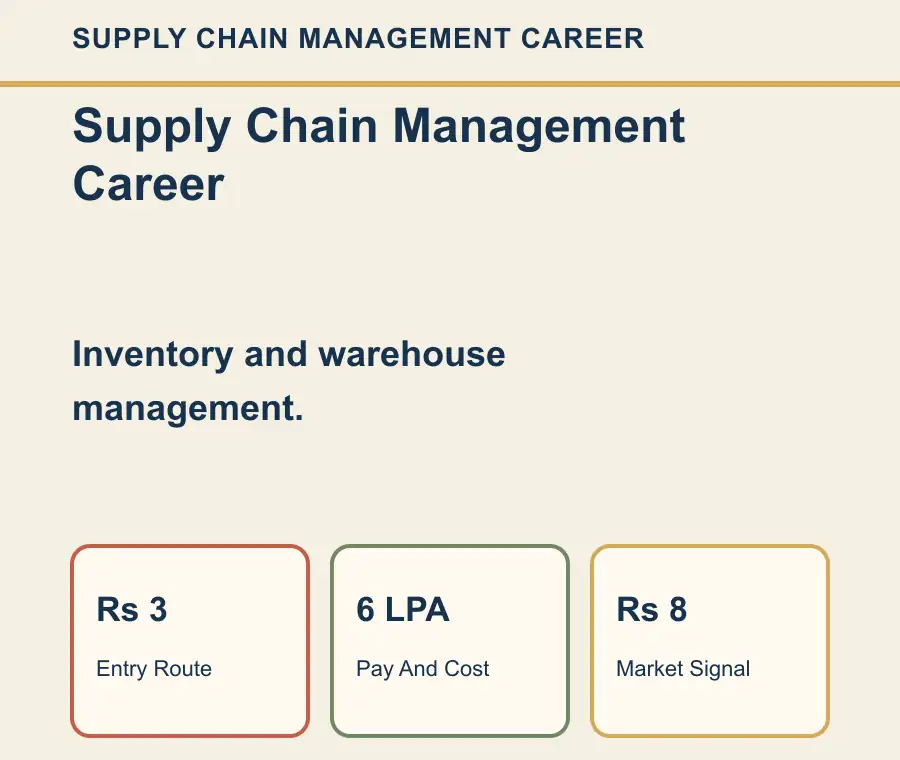 SUPPLY CHAIN MANAGEMENT CAREER
Supply Chain Management
Career
Inventory and warehouse
management.
Rs 3
Entry Route
6 LPA
Pay And Cost
Rs 8
Market Signal